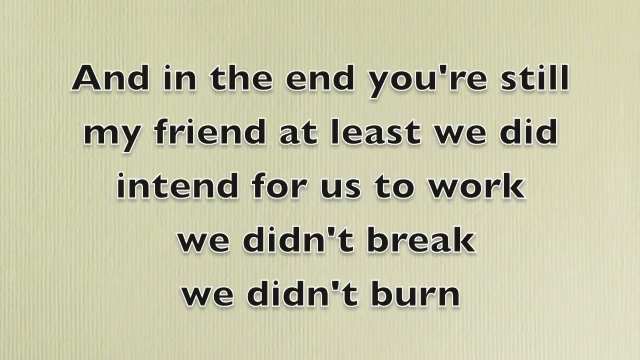 And in the end you're still
my friend at least we did
intend for us to work
we didn't break
we didn't burn